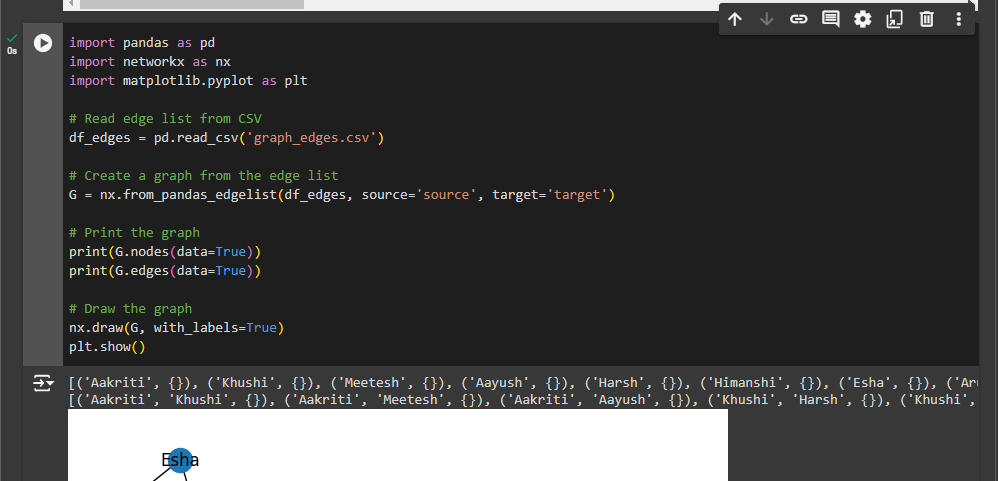 0s
import pandas as pd
import networkx as nx
import matplotlib.pyplot as plt
# Read edge list from CSV
df_edges = pd.read_csv('graph_edges.csv')
# Create a graph from the edge list
G = nx.from_pandas_edgelist(df_edges, source='source', target='target')
# Print the graph
print(G.nodes(data=True))
print(G.edges(data=True))
# Draw the graph
nx.draw(G, with_labels=True)
plt.show()
[('Aakriti', {}), ('Khushi', {}), ('Meetesh', {}), ('Aayush', {}), ('Harsh', {}), ('Himanshi', {}), ('Esha', {}), ('Ar
[('Aakriti', 'Khushi', {}), ('Aakriti', 'Meetesh', {}), ('Aakriti', 'Aayush', {}), ('Khushi', 'Harsh', {}), ('Khushi',
Esha